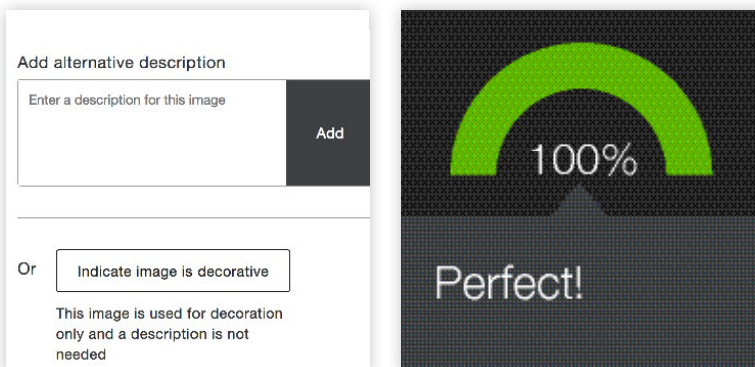 Add alternative description
Enter a description for this image
Add
Or
Indicate image is decorative
This image is used for decoration
only and a description is not
needed
100%
Perfect!